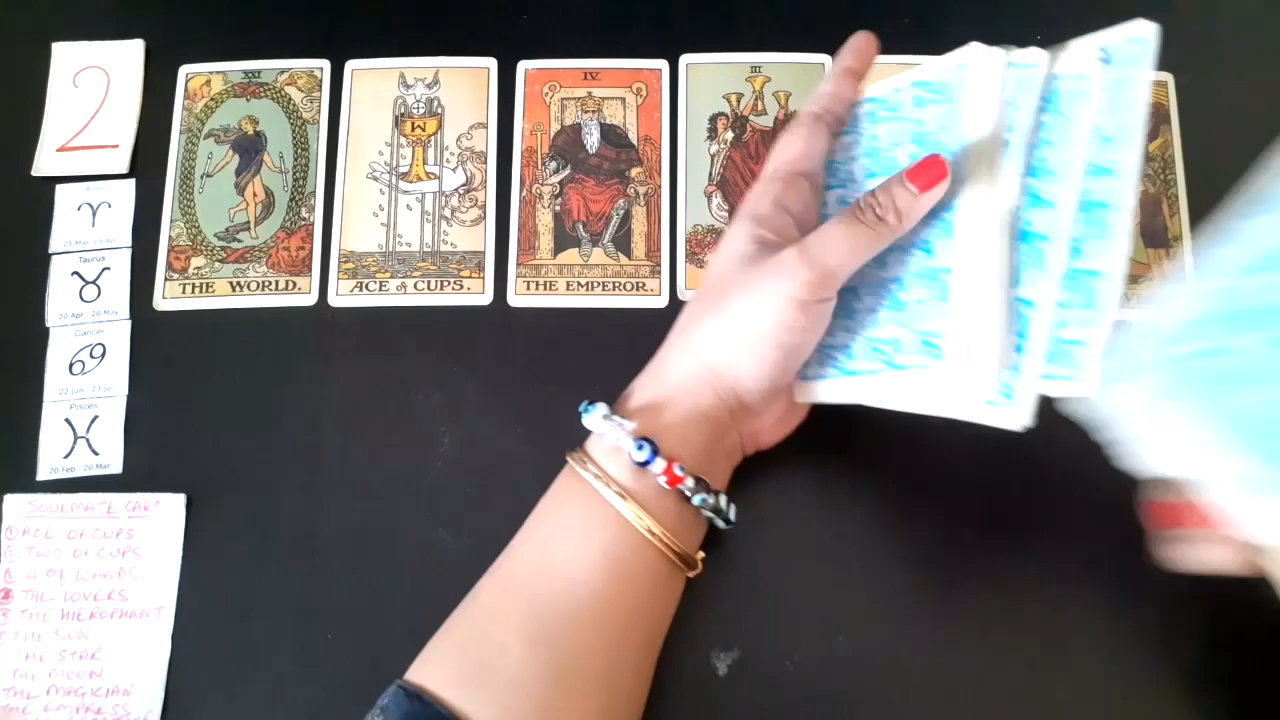 2
Aries
21 Mar - 19 Apr
Taurus
20 Apr - 20 May
Cancer
22 Jun - 23 Jul
Pisces
20 Feb - 20 Mar
XXI
THE WORLD.
ACE of CUPS.
IV
THE EMPEROR.
III
SOULMATE CARD
ACE OF CUPS
TWO OF CUPS
4 of WANDS
THE LOVERS
THE HIEROPHANT
THE SUN
THE STAR
THE MOON
THE MAGICIAN
THE EMPRESS